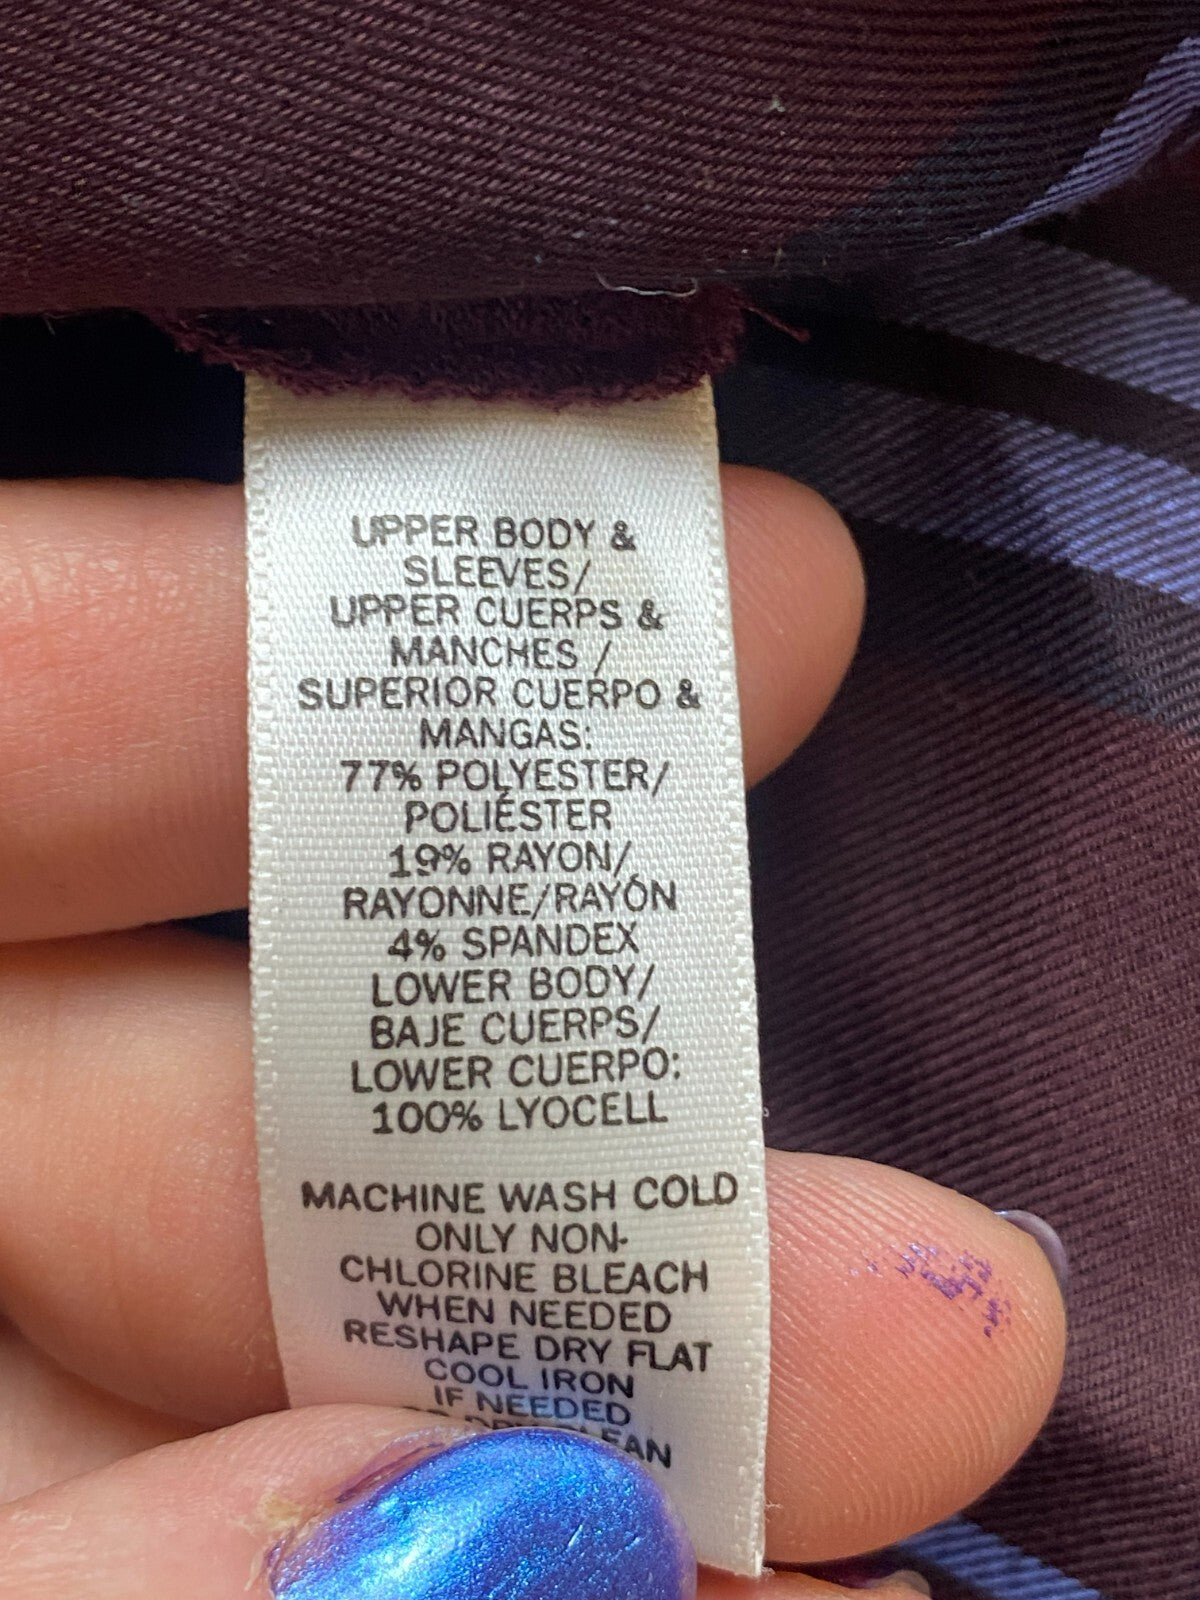 UPPER BODY &
SLEEVES/
UPPER CUERPS &
MANCHES /
SUPERIOR CUERPO &
MANGAS:
77% POLYESTER/
POLIÉSTER
19% RAYON/
RAYONNE/RAYÓN
4% SPANDEX
LOWER BODY/
BAJE CUERPS/
LOWER CUERPO:
100% LYOCELL
MACHINE WASH COLD
ONLY NON-
CHLORINE BLEACH
WHEN NEEDED
RESHAPE DRY FLAT
COOL IRON
IF NEEDED